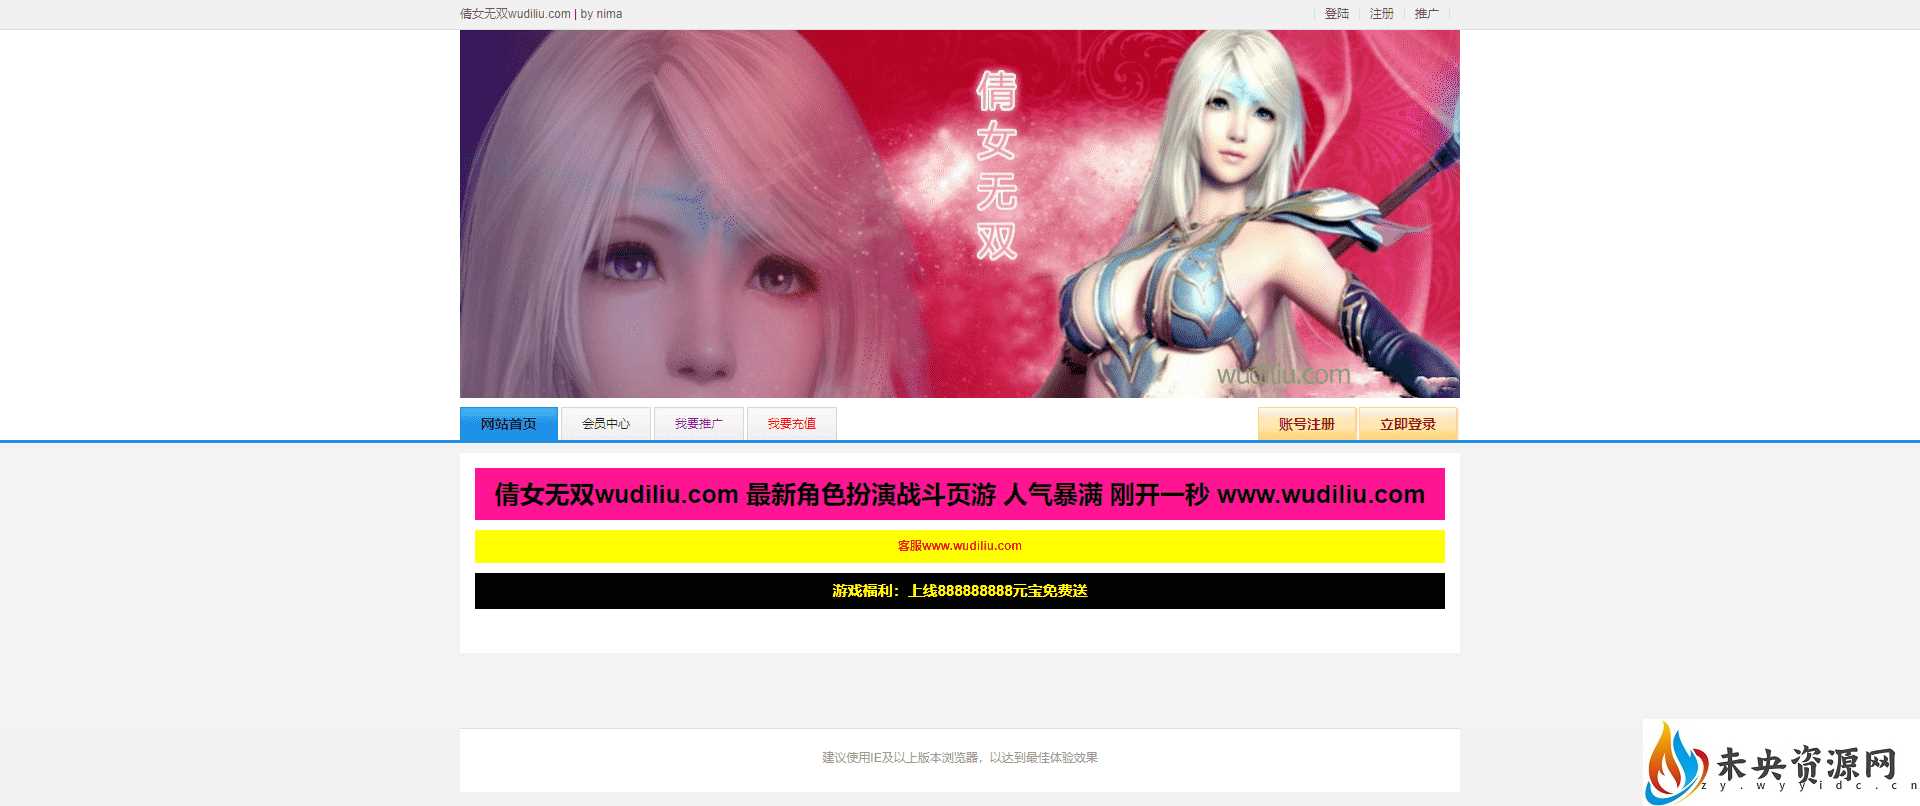 倩女无双wudiliu.com | by nima
登陆 注册 推广
倩女无双
wudiliu.com
网站首页 会员中心 我要推广 我要充值 账号注册 立即登录
倩女无双wudiliu.com 最新角色扮演战斗页游 人气暴满 刚开一秒 www.wudiliu.com
客服www.wudiliu.com
游戏福利：上线888888888元宝免费送
建议使用IE及以上版本浏览器，以达到最佳体验效果
未央资源网
zy.wyyidc.cn